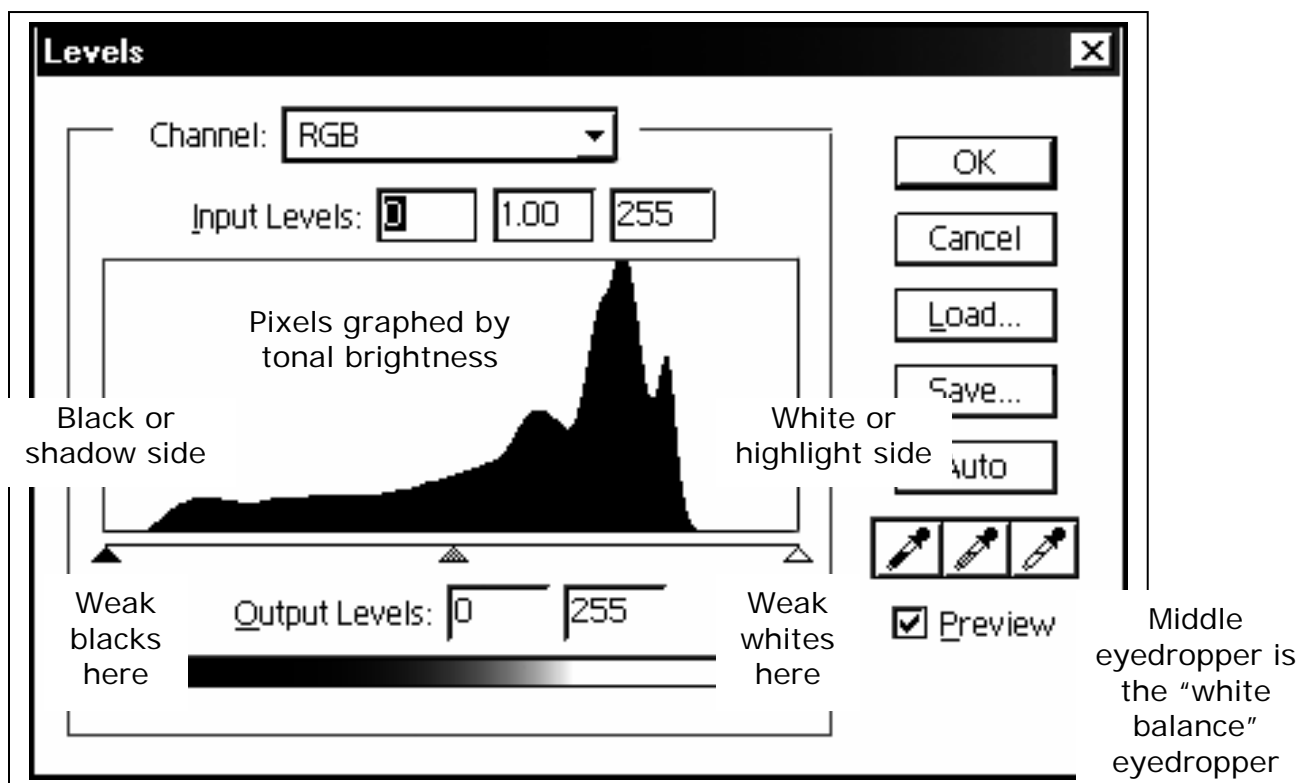 Levels
Channel: RGB
OK
Input Levels: 0 1.00 255
Cancel
Pixels graphed by
tonal brightness
Load...
Save...
Black or
shadow side
White or
highlight side
Auto
Weak
blacks
here
Output Levels: 0 255
Weak
whites
here
Preview
Middle
eyedropper is
the “white
balance”
eyedropper